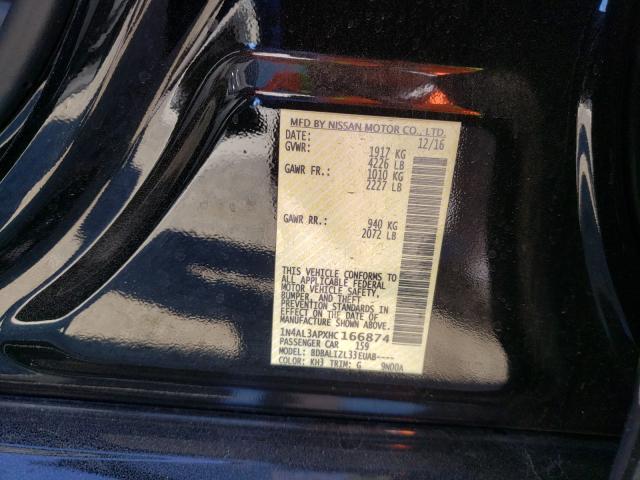 MFD BY NISSAN MOTOR CO., LTD.
DATE: 12/16
GVWR: 1917 KG
4226 LB
GAWR FR: 1010 KG
2227 LB
GAWR RR: 940 KG
2072 LB
THIS VEHICLE CONFORMS TO
ALL APPLICABLE FEDERAL
MOTOR VEHICLE SAFETY,
BUMPER, AND THEFT
PREVENTION STANDARDS IN
EFFECT ON THE DATE OF
MANUFACTURE SHOWN ABOVE.
1N4AL3APXHC166874
PASSENGER CAR 159
MODEL: BDBALIZL33EUAB----
COLOR: KH3 TRIM: G 9N00A